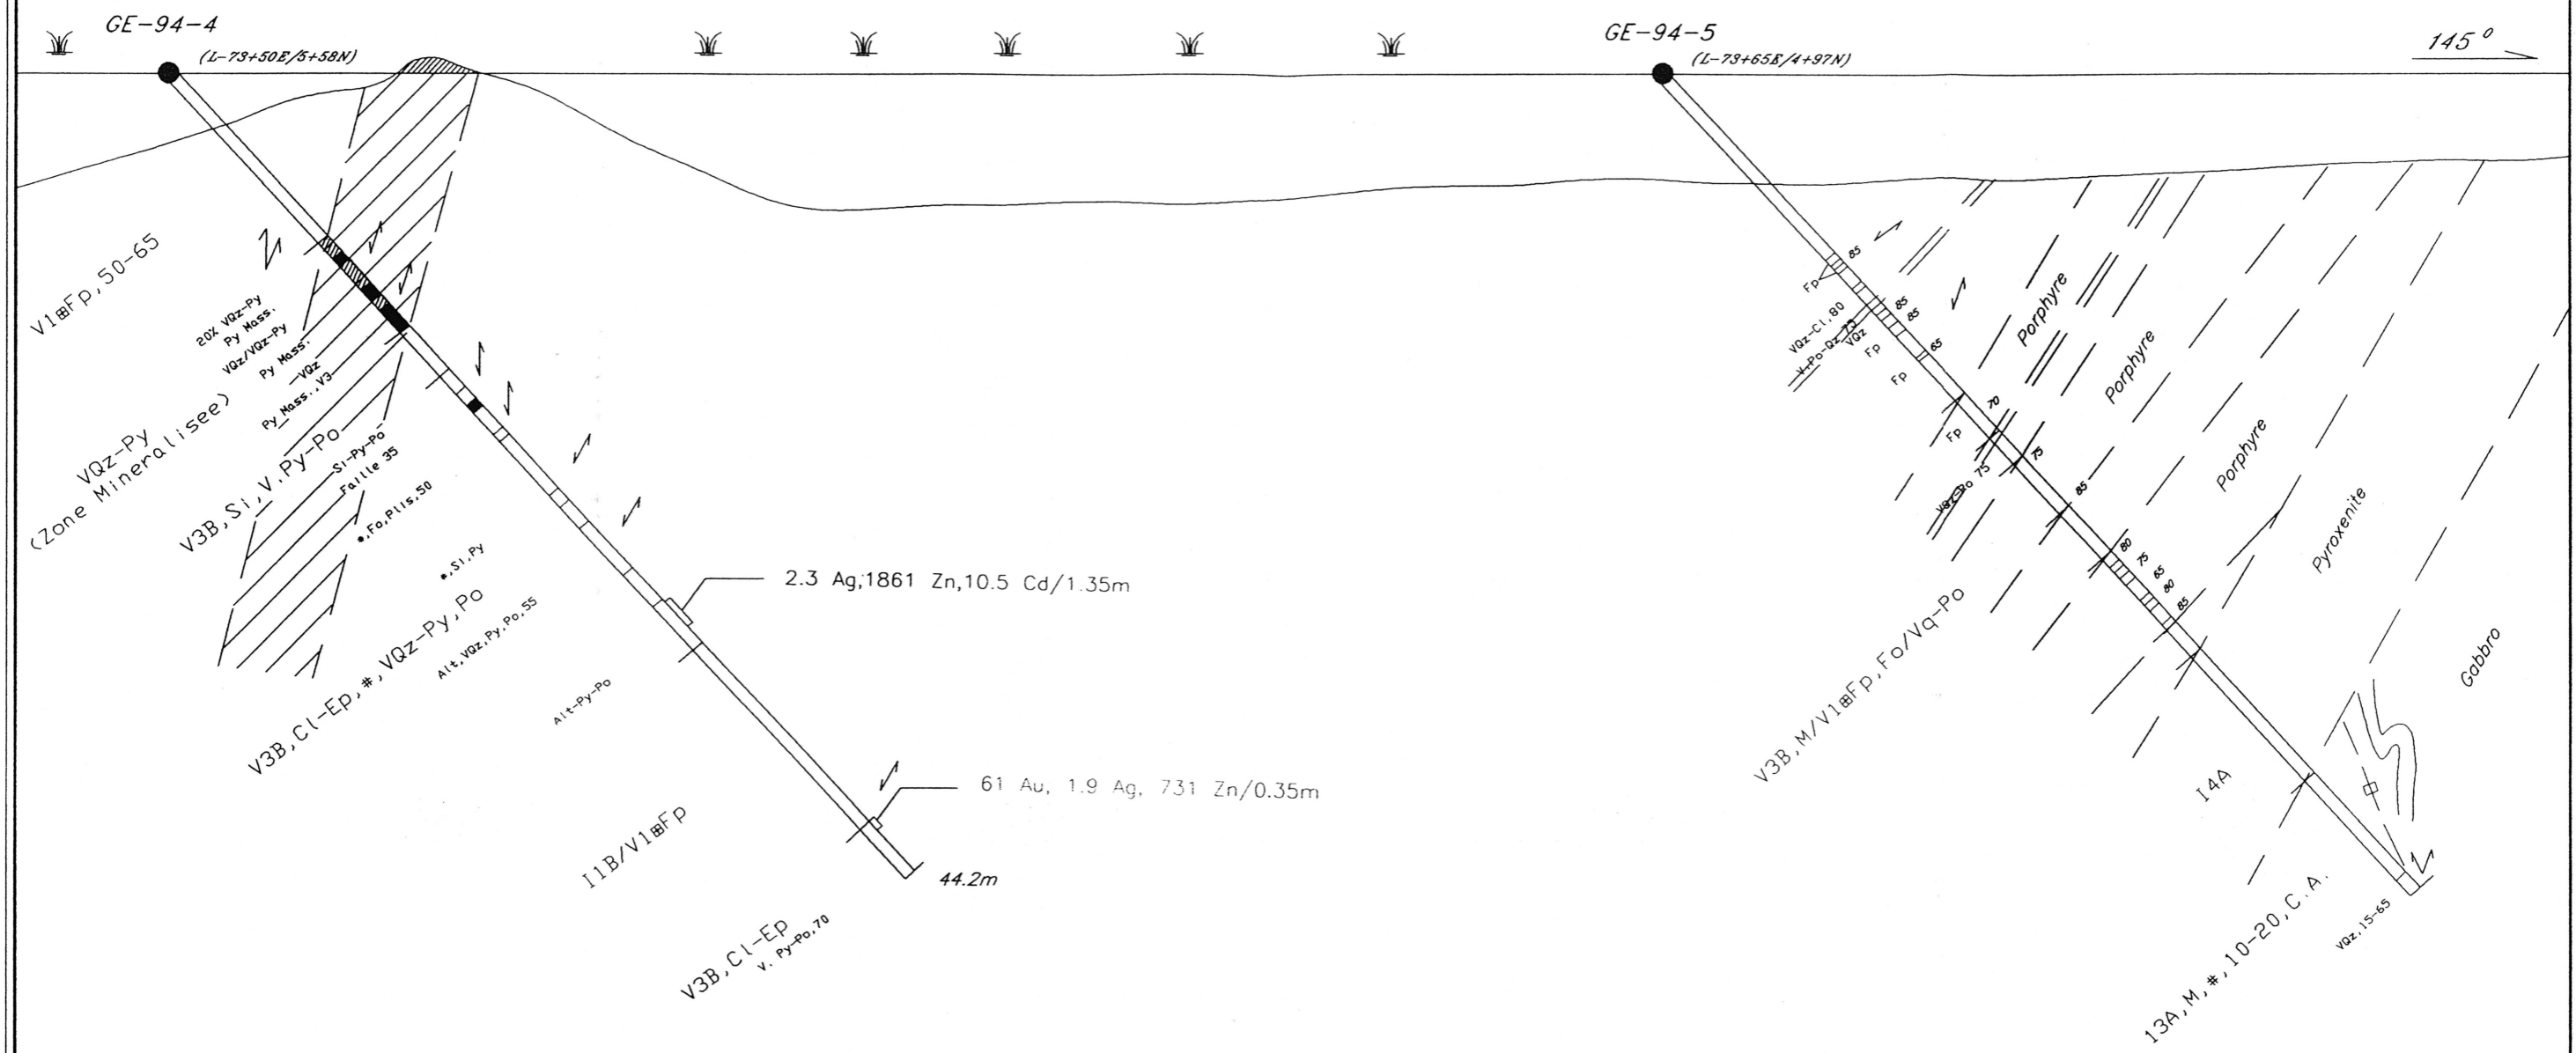 GE-94-4
(L-73+50E/5+58N)
GE-94-5
(L-73+65E/4+97N)
145°
V1⊞Fp,50-65
20% VQz-Py
Py Mass.
VQz/VQz-Py
Py Mass.
VQz
Py Mass.,V3
VQz-Py
(Zone Mineralisee)
V3B,Si,V.Py-Po
Si-Py-Po
Faille 35
*,Fo,Plis,50
*,Si,Py
V3B,Cl-Ep,#,VQz-Py,Po
Alt,VQz,Py,Po,55
Alt-Py-Po
I1B/V1⊞Fp
V3B,Cl-Ep
V. Py-Po,70
2.3 Ag,1861 Zn,10.5 Cd/1.35m
61 Au, 1.9 Ag, 731 Zn/0.35m
44.2m
85
Fp
VQz-Cl,80
V.Po-Qz 75
VQz
85
85
Fp
65
Fp
70
Fp
75
VQz-Po 75
85
80
75
65
80
85
Porphyre
Porphyre
Porphyre
Pyroxenite
Gabbro
V3B,M/V1⊞Fp,Fo/Vq-Po
I4A
13A,M,#,10-20,C.A.
VQz,15-65